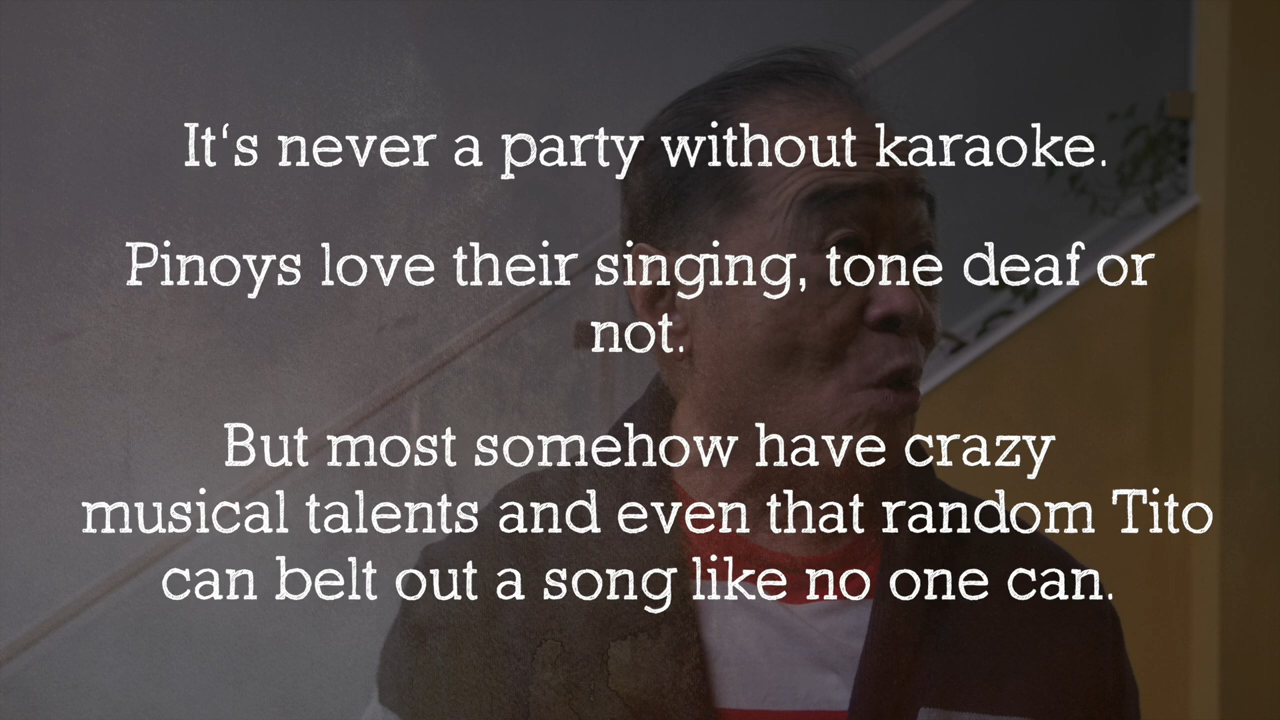 It‘s never a party without karaoke.
Pinoys love their singing, tone deaf or
not.
But most somehow have crazy
musical talents and even that random Tito
can belt out a song like no one can.